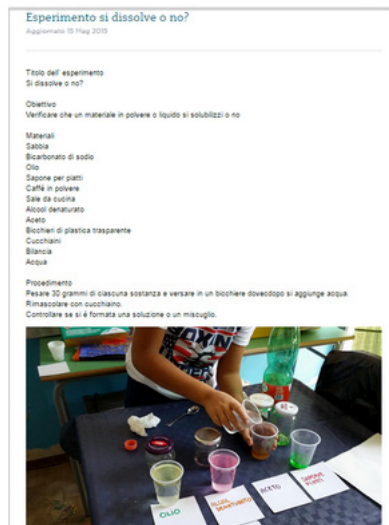 Esperimento si dissolve o no?
Aggiornato 15 Mag 2015
Titolo dell' esperimento
Si dissolve o no?
Obiettivo
Verificare che un materiale in polvere o liquido si solubilizzi o no
Materiali
Sabbia
Bicarbonato di sodio
Olio
Sapone per piatti
Caffè in polvere
Sale da cucina
Alcool denaturato
Aceto
Bicchieri di plastica trasparente
Cucchiaini
Bilancia
Acqua
Procedimento
Pesare 30 grammi di ciascuna sostanza e versare in un bicchiere dovecdopo si aggiunge acqua.
Rimascolare con cucchiaino.
Controllare se si è formata una soluzione o un miscuglio.
OLIO
ALCOOL
DENATURATO
ACETO
SAPONE
PIATTI